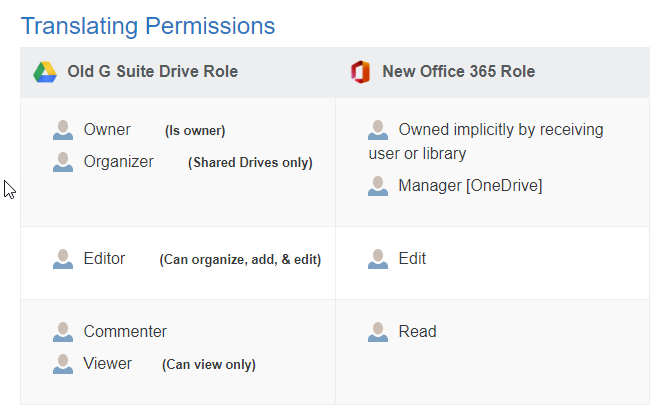 Translating Permissions
Old G Suite Drive Role
New Office 365 Role
Owner (Is owner)
Organizer (Shared Drives only)
Owned implicitly by receiving
user or library
Manager [OneDrive]
Editor (Can organize, add, & edit)
Edit
Commenter
Viewer (Can view only)
Read